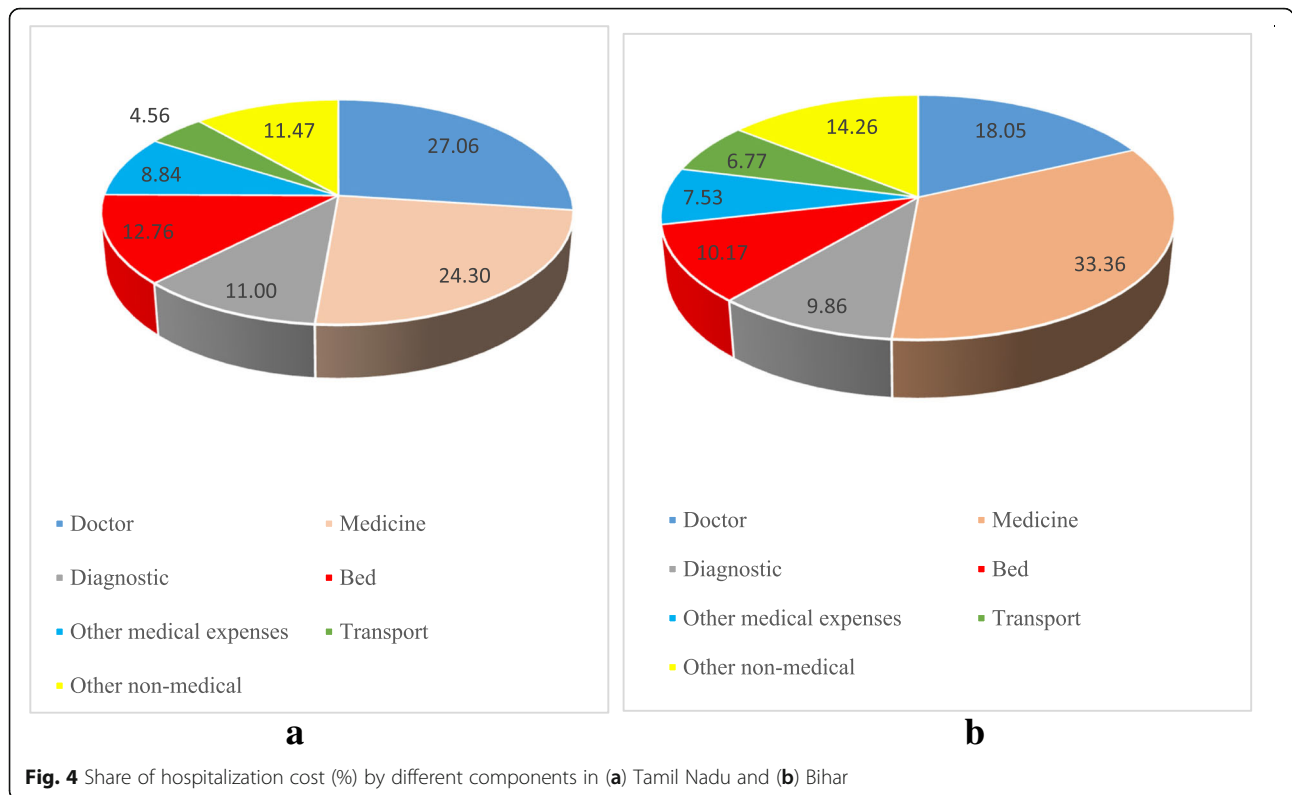 4.56
11.47
27.06
8.84
12.76
24.30
11.00
Doctor
Medicine
Diagnostic
Bed
Other medical expenses
Transport
Other non-medical
a
14.26
18.05
6.77
7.53
10.17
33.36
9.86
Doctor
Medicine
Diagnostic
Bed
Other medical expenses
Transport
Other non-medical
b
Fig. 4 Share of hospitalization cost (%) by different components in (a) Tamil Nadu and (b) Bihar